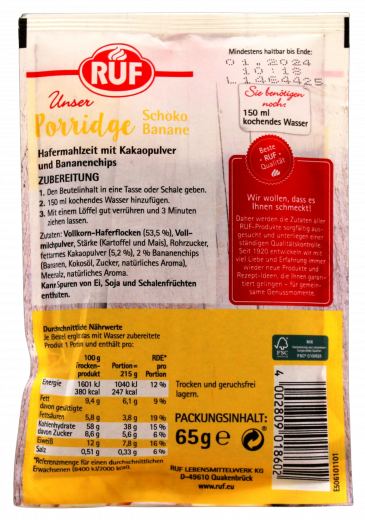 RUF
Mindestens haltbar bis Ende:
01.2024
10:18
L 1464425
Unser
Porridge
Schoko
Banane
Hafermahlzeit mit Kakaopulver
und Bananenchips
Sie benötigen
noch:
150 ml
kochendes Wasser
ZUBEREITUNG
1. Den Beutelinhalt in eine Tasse oder Schale geben.
2. 150 ml kochendes Wasser hinzufügen.
3. Mit einem Löffel gut verrühren und 3 Minuten
ziehen lassen.
Zutaten: Vollkorn-Haferflocken (53,5 %), Voll-
milchpulver, Stärke (Kartoffel und Mais), Rohrzucker,
fettarmes Kakaopulver (5,2 %), 2 % Bananenchips
(Bananen, Kokosöl, Zucker, natürliches Aroma),
Meersalz, natürliches Aroma.
Kann Spuren von Ei, Soja und Schalenfrüchten
enthalten.
Beste
RUF
Qualität
Wir wollen, dass es
Ihnen schmeckt!
Daher werden die Zutaten aller
RUF-Produkte sorgfältig aus-
gesucht und unterliegen einer
ständigen Qualitätskontrolle.
Seit 1920 entwickeln wir mit
viel Liebe und Erfahrung immer
wieder neue Produkte und
Rezept-Ideen, die Ihnen garan-
tiert gelingen – für gemein-
same Genussmomente.
Durchschnittliche Nährwerte
Je Beutel ergibt das mit Wasser zubereitete
Produkt 1 Portion und enthält pro:
100 g Trocken-produkt Portion= 215 g RDE* pro Portion
Energie 1601 kJ 1040 kJ 12 %
380 kcal 247 kcal
Fett 9,4 g 6,1 g 9 %
davon gesättigte
Fettsäuren 5,8 g 3,8 g 19 %
Kohlenhydrate 58 g 38 g 15 %
davon Zucker 8,6 g 5,6 g 6 %
Eiweiß 12 g 7,8 g 16 %
Salz 0,51 g 0,33 g 6 %
*Referenzmenge für einen durchschnittlichen
Erwachsenen (8400 kJ/2000 kcal)
FSC
MIX
Trocken und geruchsfrei
lagern.
PACKUNGSINHALT:
65g e
RUF LEBENSMITTELWERK KG
D-49610 Quakenbrück
www.ruf.eu
4 002809 018602
E506101101